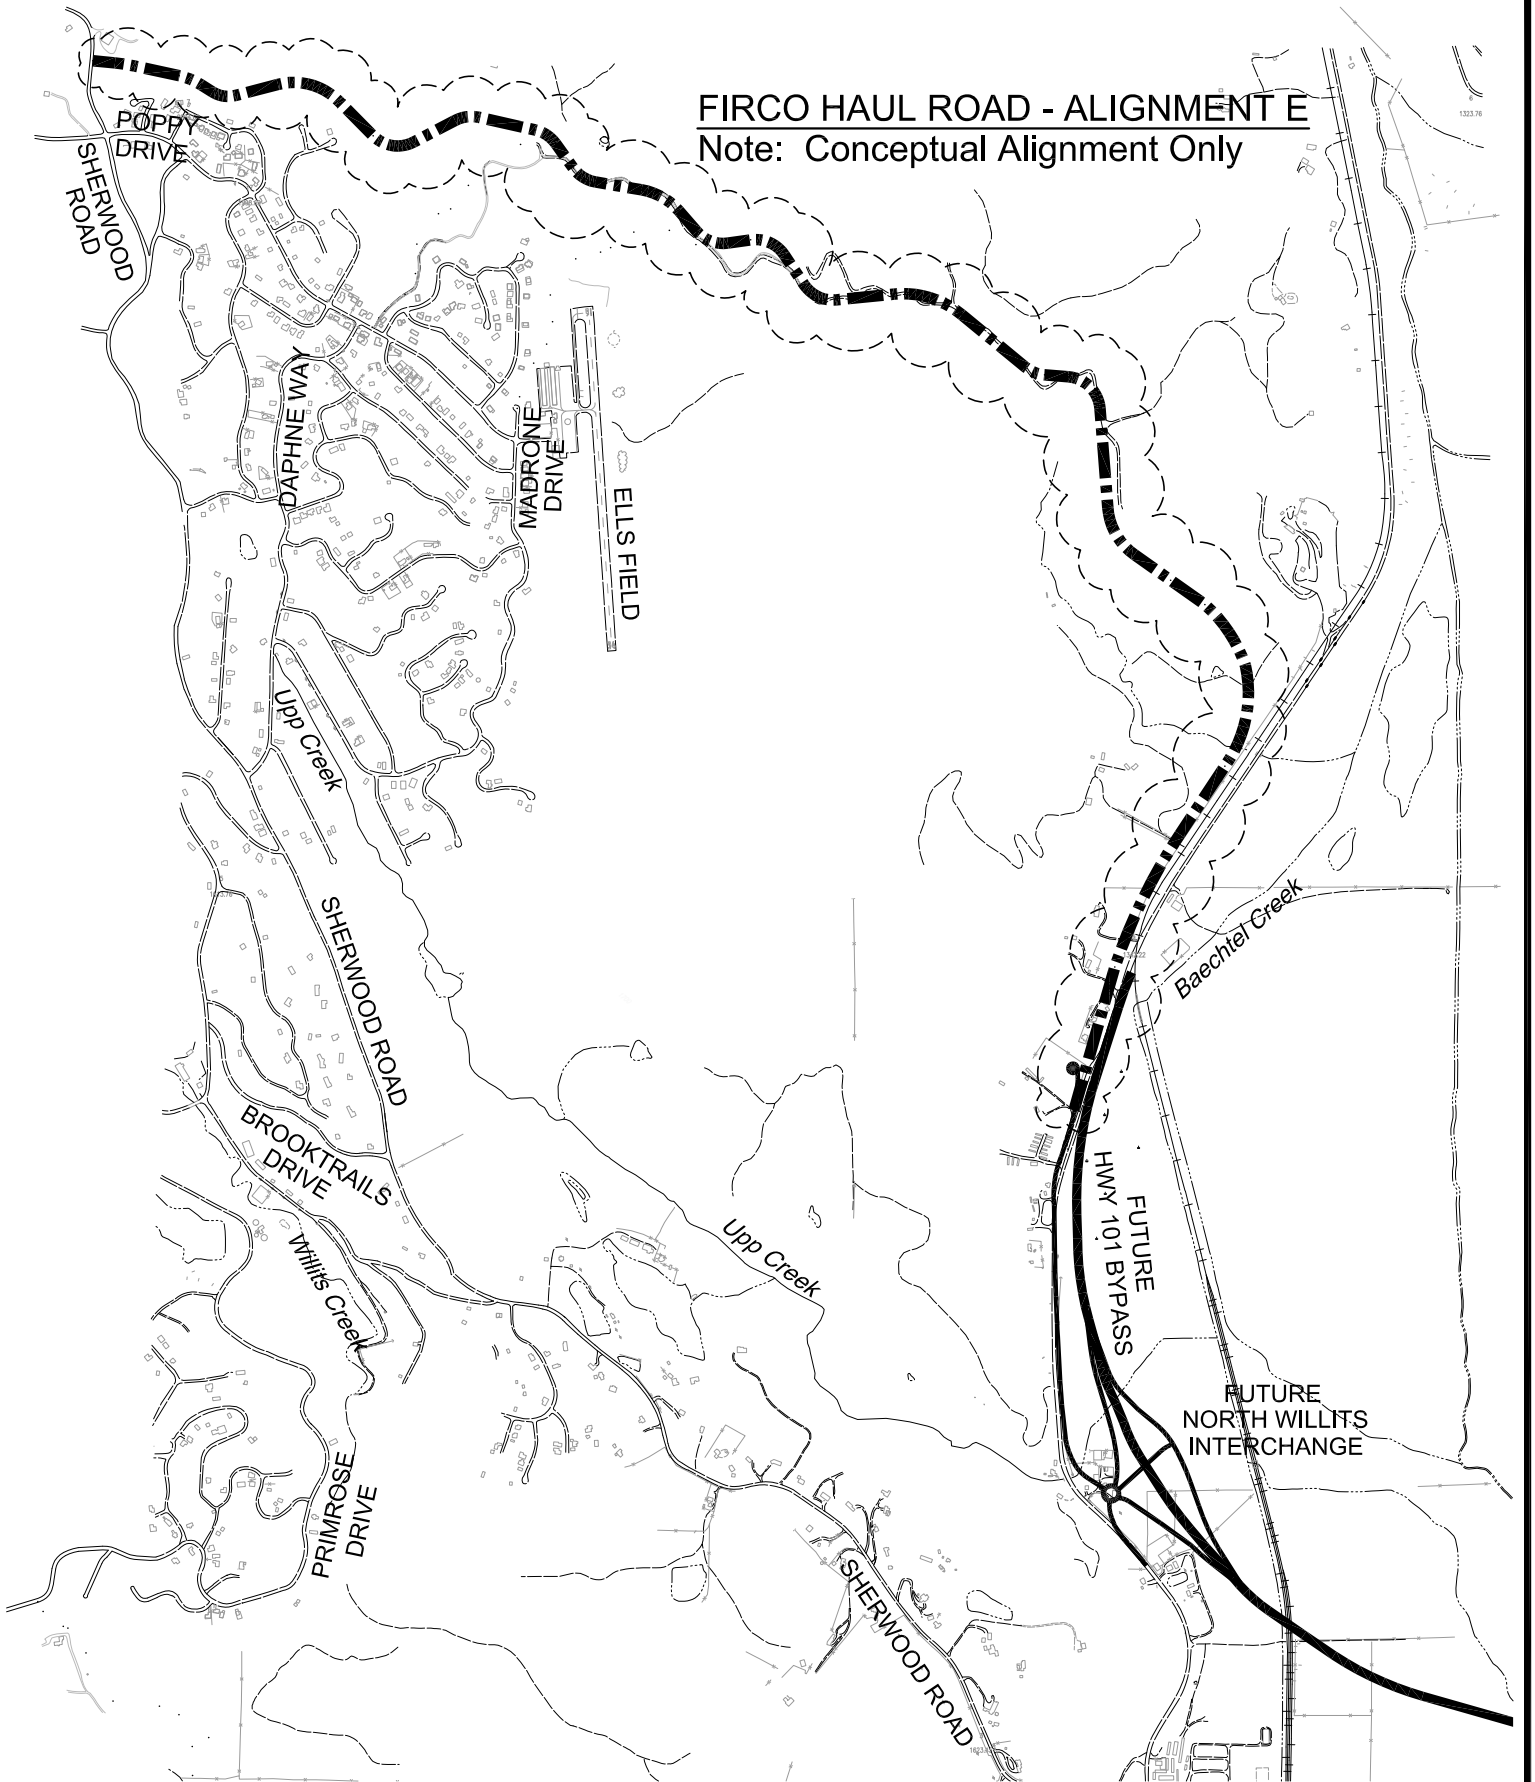 FIRCO HAUL ROAD - ALIGNMENT E
Note: Conceptual Alignment Only
1323.76
POPPY
DRIVE
SHERWOOD
ROAD
DAPHNE WAY
MADRONE
DRIVE
ELLS FIELD
Upp Creek
SHERWOOD ROAD
Baechtel Creek
BROOKTRAILS
DRIVE
Willits Creek
Upp Creek
FUTURE
HWY 101 BYPASS
FUTURE
NORTH WILLITS
INTERCHANGE
PRIMROSE
DRIVE
SHERWOOD ROAD